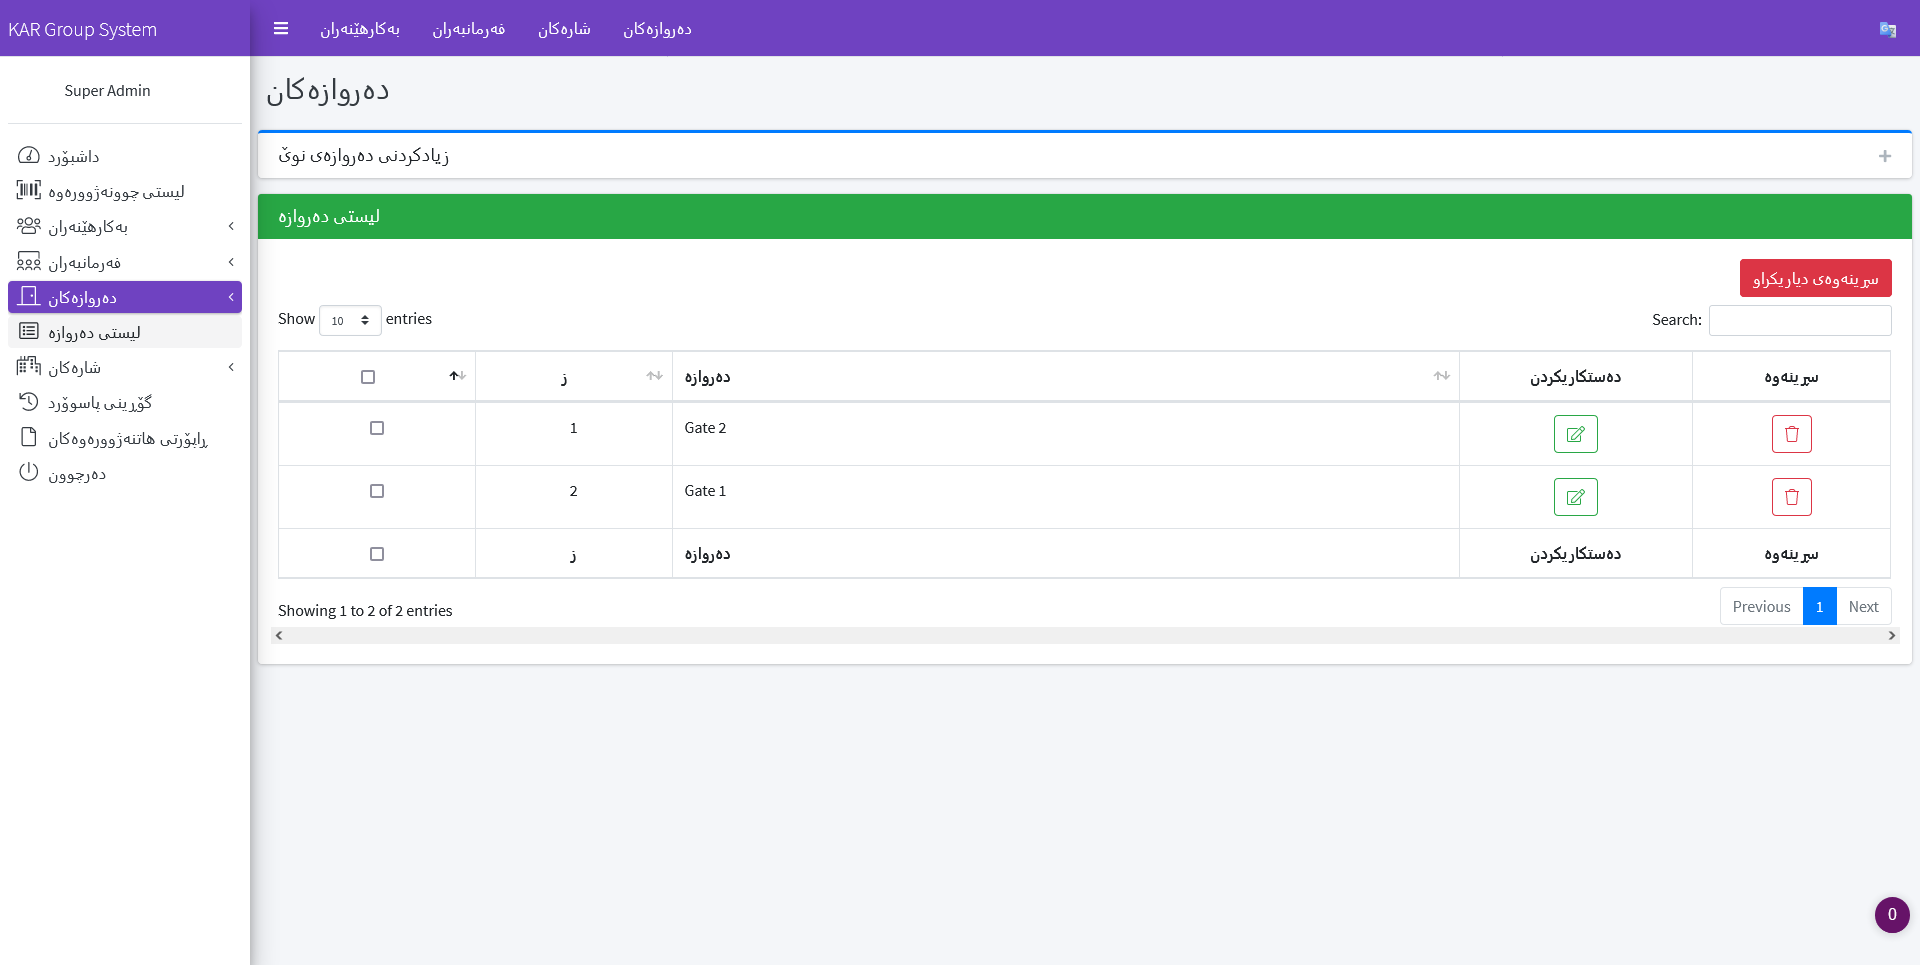 KAR Group System
بەکارهێنەران
فەرمانبەران
شارەکان
دەروازەکان
Super Admin
داشبۆرد
لیستی چوونەژوورەوە
بەکارهێنەران
فەرمانبەران
دەروازەکان
لیستی دەروازە
شارەکان
گۆڕینی پاسوۆرد
ڕاپۆرتی هاتنەژوورەوەکان
دەرچوون
دەروازەکان
زیادکردنی دەروازەی نوێ
لیستی دەروازە
سڕینەوەی دیاریکراو
Show 10 entries
Search:
ز دەروازە دەستکاریکردن سڕینەوە
1 Gate 2
2 Gate 1
ز دەروازە دەستکاریکردن سڕینەوە
Showing 1 to 2 of 2 entries
Previous 1 Next
0